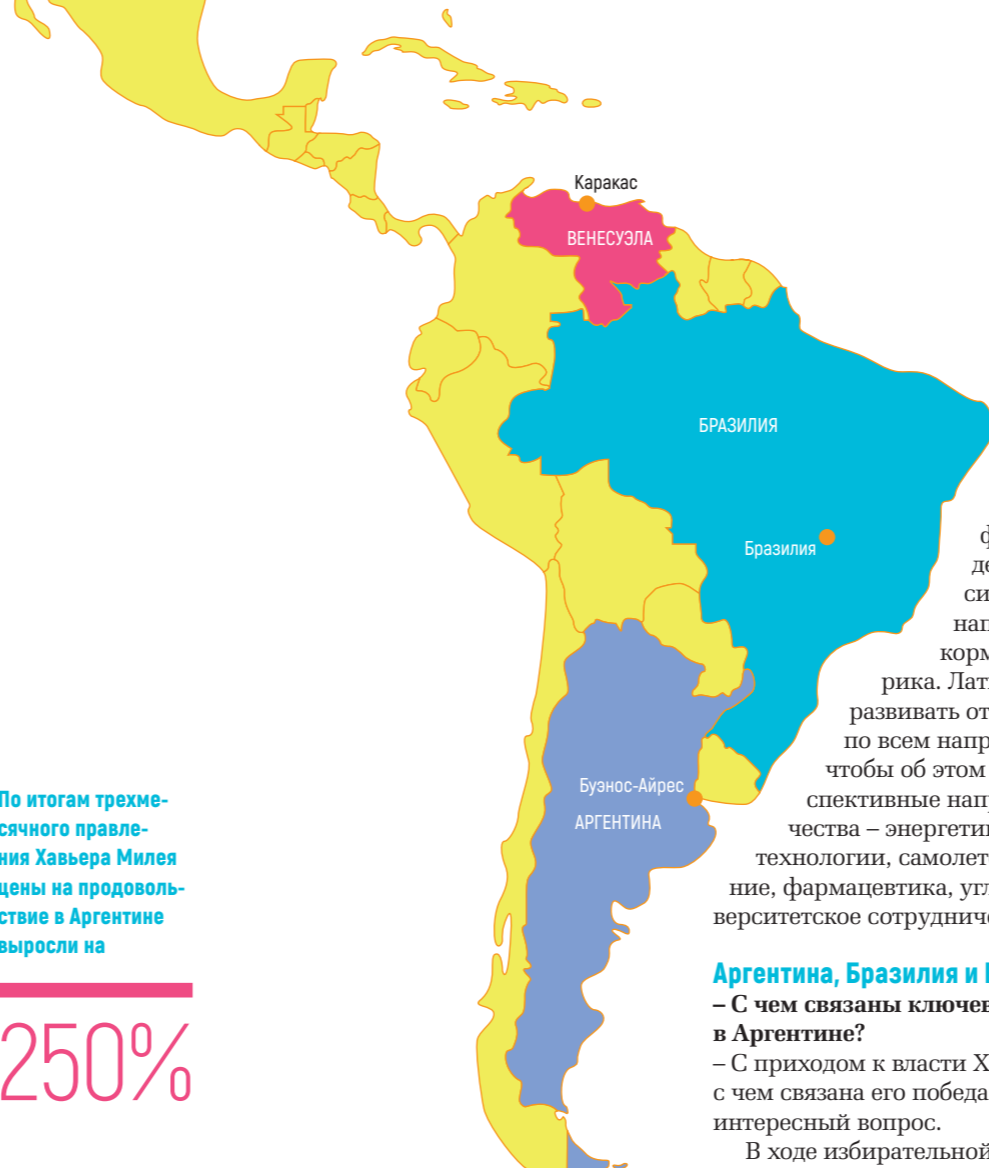 Каракас
ВЕНЕСУЭЛА
БРАЗИЛИЯ
Бразилия
Буэнос-Айрес
АРГЕНТИНА
По итогам трехме-
сячного правле-
ния Хавьера Милея
цены на продоволь-
ствие в Аргентине
выросли на
250%
корм
рика. Лат
развивать от
по всем напр
чтобы об этом
спективные нап
чества – энергети
технологии, самолет
ние, фармацевтика, угл
верситетское сотруднич
Аргентина, Бразилия и
– С чем связаны ключев
в Аргентине?
– С приходом к власти Х
с чем связана его победа
интересный вопрос.
В ходе избирательной